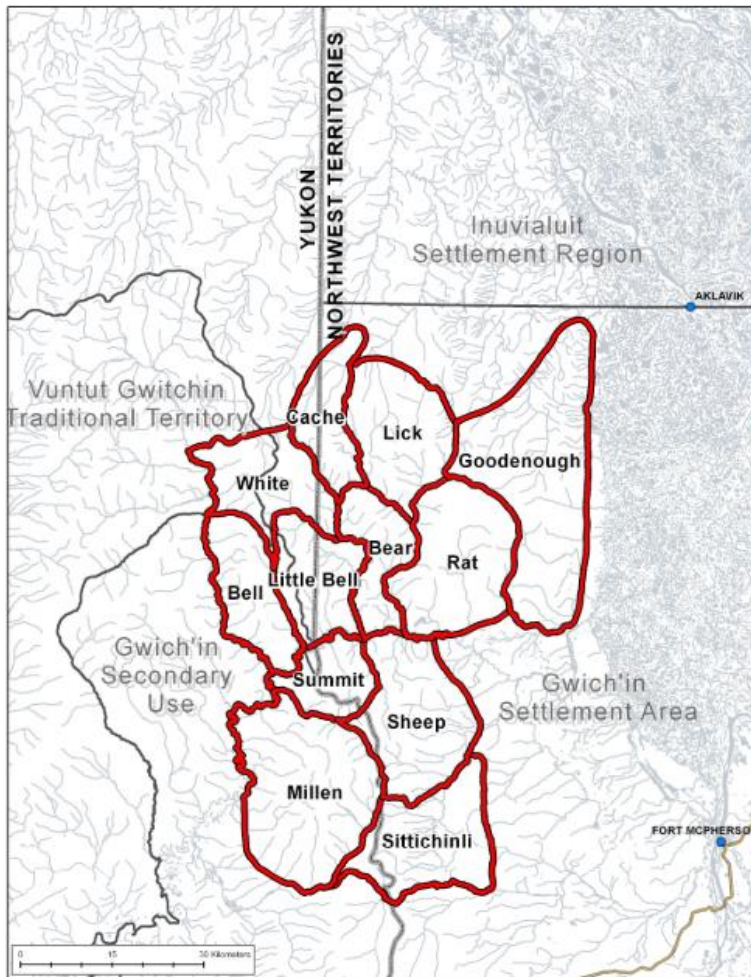 YUKON
NORTHWEST TERRITORIES
Inuvialuit
Settlement Region
AKLAVIK
Vuntut Gwitchin
Traditional Territory
Cache
Lick
Goodenough
White
Bear
Rat
Little Bell
Bell
Gwich'in
Secondary
Use
Summit
Gwich'in
Settlement Area
Sheep
Millen
FORT MCPHERSO
Sittichinli
0 15 30 Kilometers